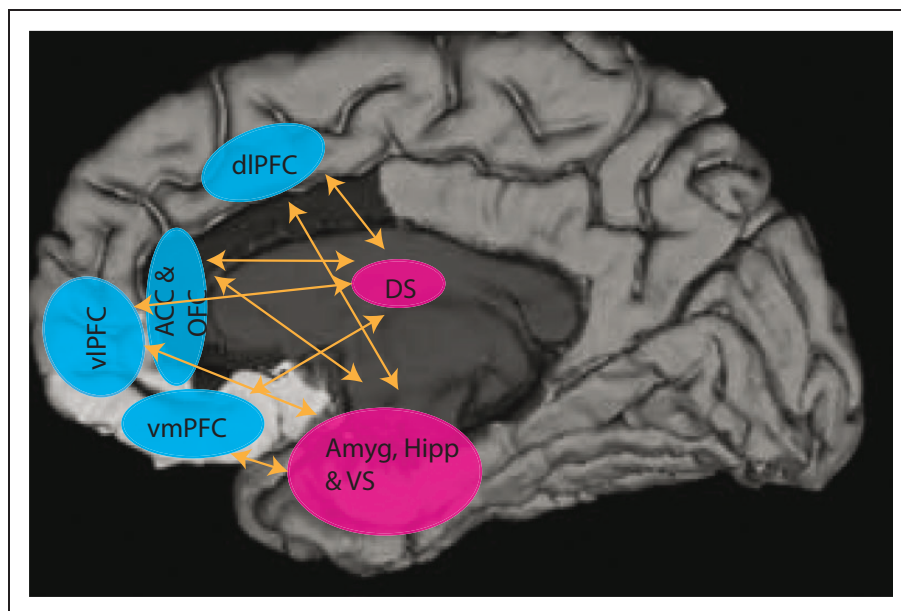 dlPFC
ACC &
OFC
DS
vlPFC
vmPFC
Amyg, Hipp
& VS